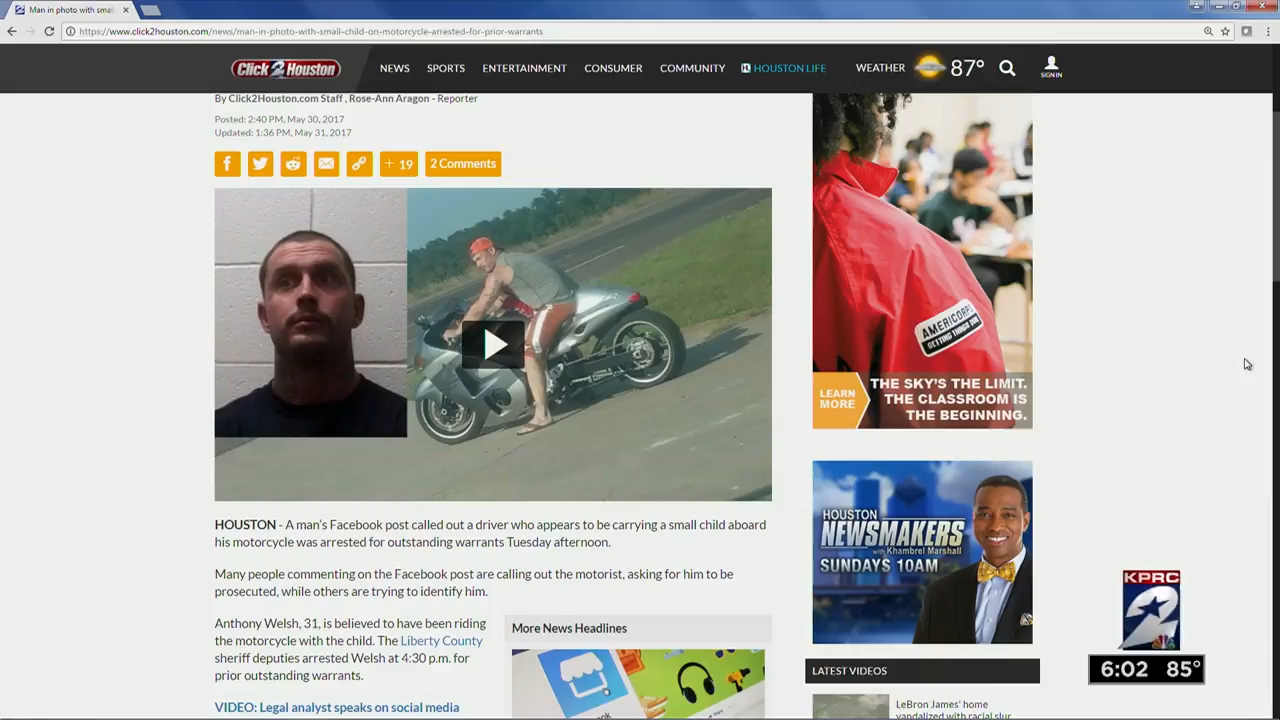 Man in photo with sma
https://www.click2houston.com/news/man-in-photo-with-small-child-on-motorcycle-arrested-for-prior-warrants
Click 2 Houston
NEWS
SPORTS
ENTERTAINMENT
CONSUMER
COMMUNITY
HOUSTON LIFE
WEATHER
87°
SIGN IN
By Click2Houston.com Staff , Rose-Ann Aragon - Reporter
Posted: 2:40 PM, May 30, 2017
Updated: 1:36 PM, May 31, 2017
+ 19
2 Comments
HOUSTON - A man's Facebook post called out a driver who appears to be carrying a small child aboard
his motorcycle was arrested for outstanding warrants Tuesday afternoon.
Many people commenting on the Facebook post are calling out the motorist, asking for him to be
prosecuted, while others are trying to identify him.
Anthony Welsh, 31, is believed to have been riding
the motorcycle with the child. The Liberty County
sheriff deputies arrested Welsh at 4:30 p.m. for
prior outstanding warrants.
VIDEO: Legal analyst speaks on social media
More News Headlines
AMERICORPS
GETTING THINGS DONE
LEARN
MORE
THE SKY'S THE LIMIT.
THE CLASSROOM IS
THE BEGINNING.
HOUSTON
NEWSMAKERS
with Khambrel Marshall
SUNDAYS 10AM
LATEST VIDEOS
LeBron James' home
vandalized with racial slur
KPRC
2
6:02 85°